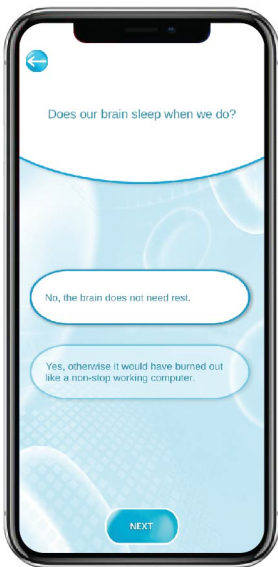 Does our brain sleep when we do?
No, the brain does not need rest.
Yes, otherwise it would have burned out
like a non-stop working computer.
NEXT